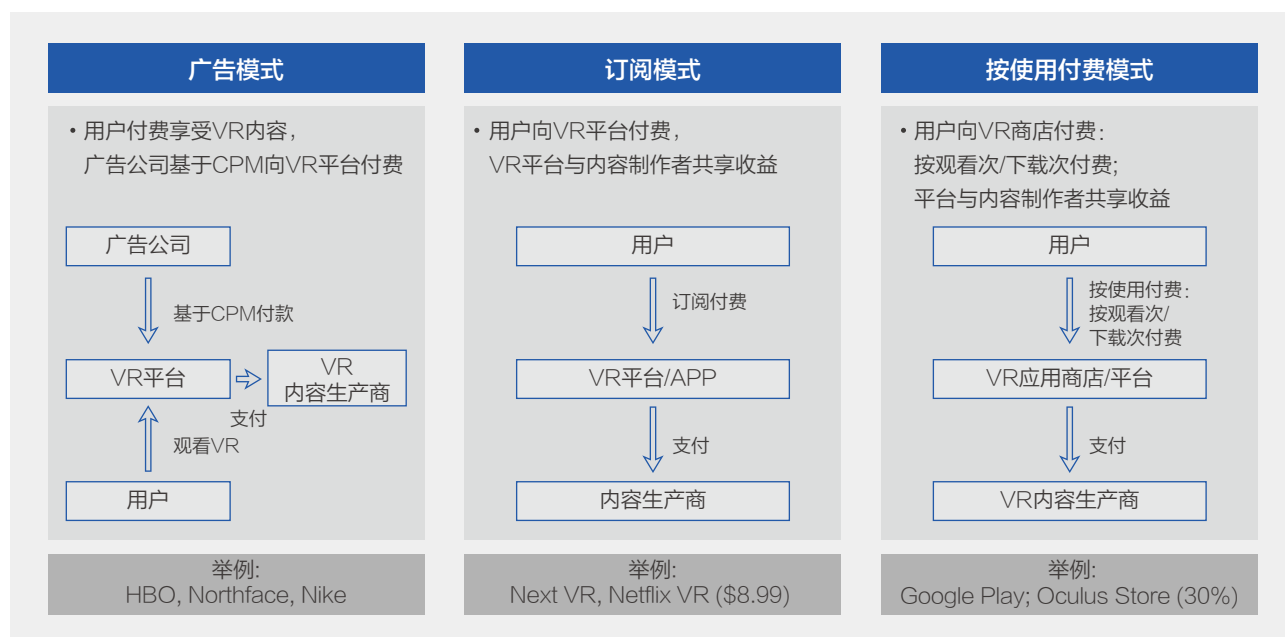 广告模式
• 用户付费享受VR内容，
广告公司基于CPM向VR平台付费
广告公司
基于CPM付款
VR平台
VR
内容生产商
支付
观看VR
用户
举例:
HBO, Northface, Nike
订阅模式
• 用户向VR平台付费，
VR平台与内容制作者共享收益
用户
订阅付费
VR平台/APP
支付
内容生产商
举例:
Next VR, Netflix VR ($8.99)
按使用付费模式
• 用户向VR商店付费：
按观看次/下载次付费;
平台与内容制作者共享收益
用户
按使用付费：
按观看次/
下载次付费
VR应用商店/平台
支付
VR内容生产商
举例:
Google Play; Oculus Store (30%)